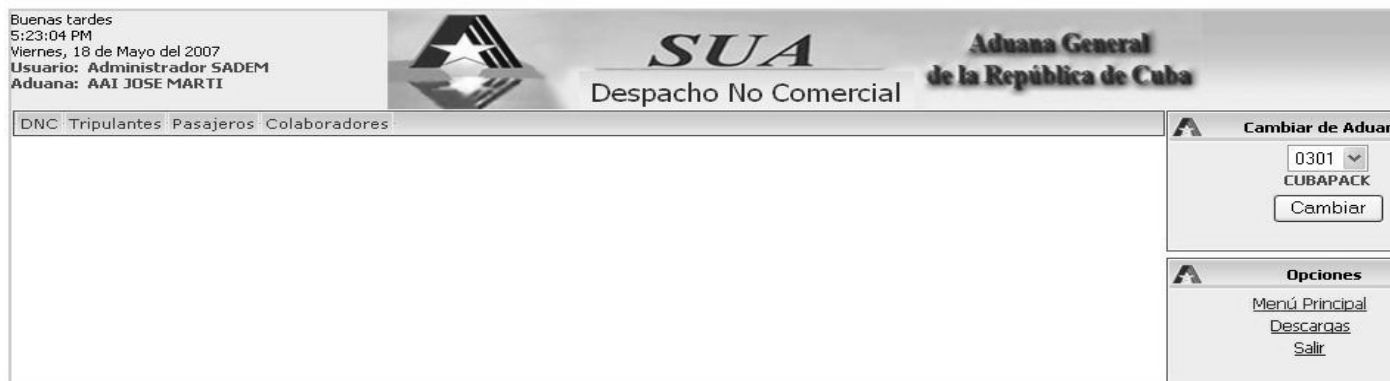 Buenas tardes
5:23:04 PM
Viernes, 18 de Mayo del 2007
Usuario: Administrador SADEM
Aduana: AAI JOSE MARTI
SUA
Despacho No Comercial
Aduana General
de la República de Cuba
DNC Tripulantes Pasajeros Colaboradores
Cambiar de Aduan
0301
CUBAPACK
Cambiar
Opciones
Menú Principal
Descargas
Salir